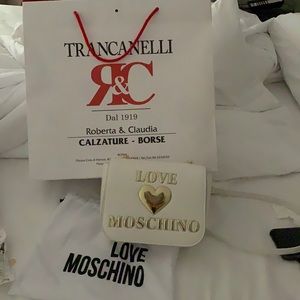 TRANCANELLI
R&C
Dal 1919
Roberta & Claudia
CALZATURE - BORSE
LOVE
MOSCHINO
LOVE
MOSCHINO